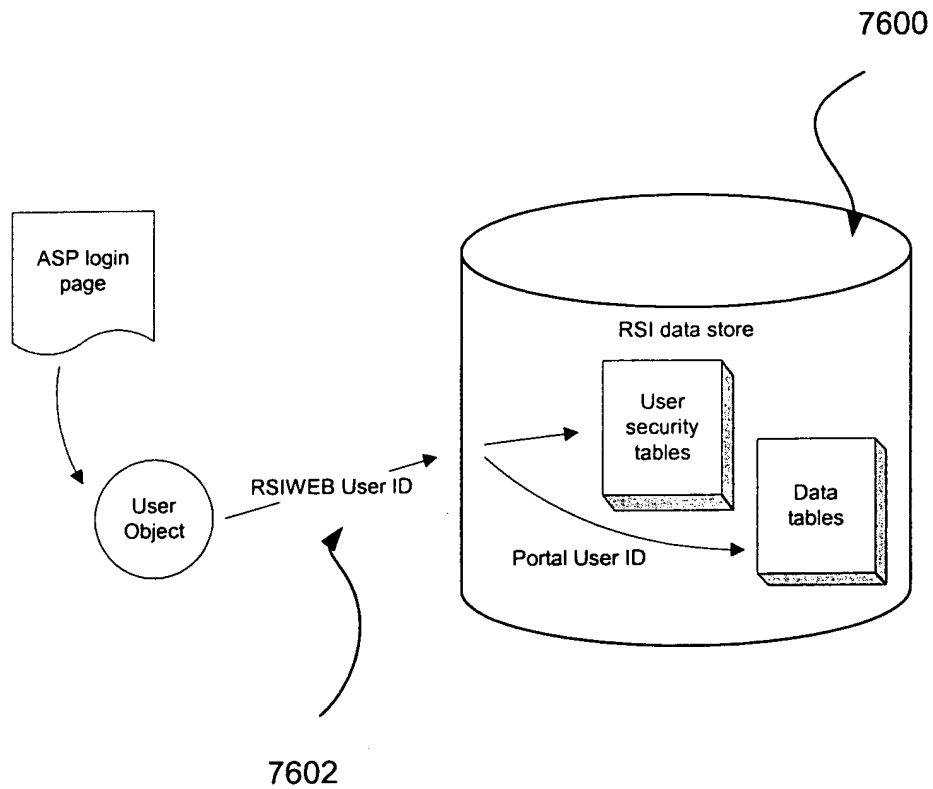 7600
ASP login
page
RSI data store
User
security
tables
RSIWEB User ID
User
Object
Data
tables
Portal User ID
7602